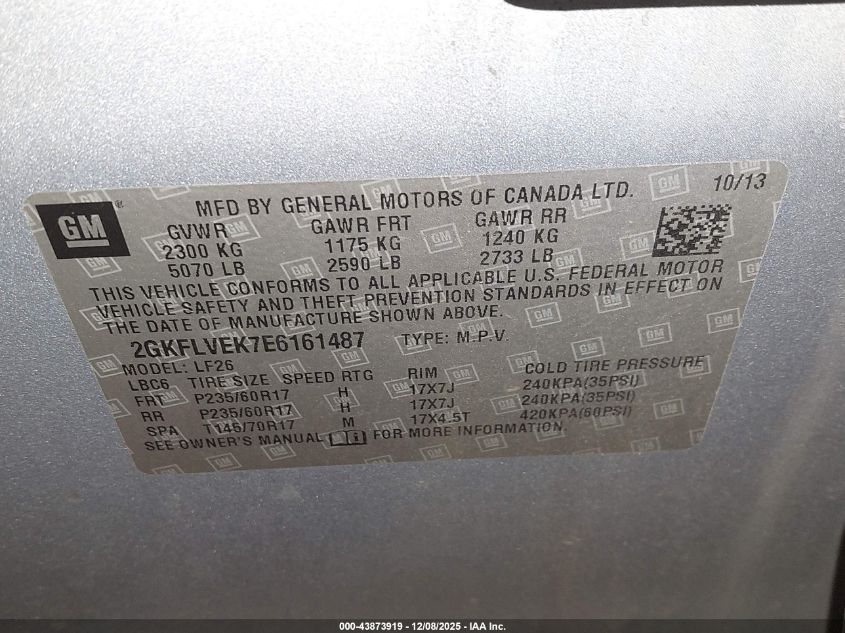 GM
MFD BY GENERAL MOTORS OF CANADA LTD. 10/13
GVWR GAWR FRT GAWR RR
2300 KG 1175 KG 1240 KG
5070 LB 2590 LB 2733 LB
THIS VEHICLE CONFORMS TO ALL APPLICABLE U.S. FEDERAL MOTOR
VEHICLE SAFETY AND THEFT PREVENTION STANDARDS IN EFFECT ON
THE DATE OF MANUFACTURE SHOWN ABOVE.
2GKFLVEK7E6161487 TYPE: M.P.V.
MODEL: LF26
LBC6 TIRE SIZE SPEED RTG RIM COLD TIRE PRESSURE
FRT P235/60R17 H 17X7J 240KPA(35PSI)
RR P235/60R17 H 17X7J 240KPA(35PSI)
SPA T145/70R17 M 17X4.5T 420KPA(60PSI)
SEE OWNER'S MANUAL FOR MORE INFORMATION.
000-43873919 - 12/08/2025 - IAA Inc.